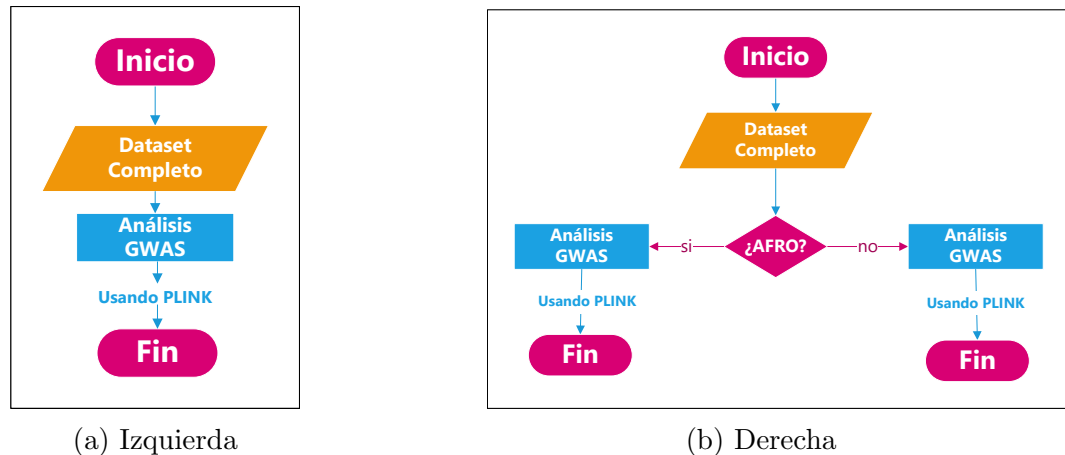 Inicio
Dataset
Completo
Análisis
GWAS
Usando PLINK
Fin
(a) Izquierda
Inicio
Dataset
Completo
¿AFRO?
si
no
Análisis
GWAS
Usando PLINK
Fin
Análisis
GWAS
Usando PLINK
Fin
(b) Derecha